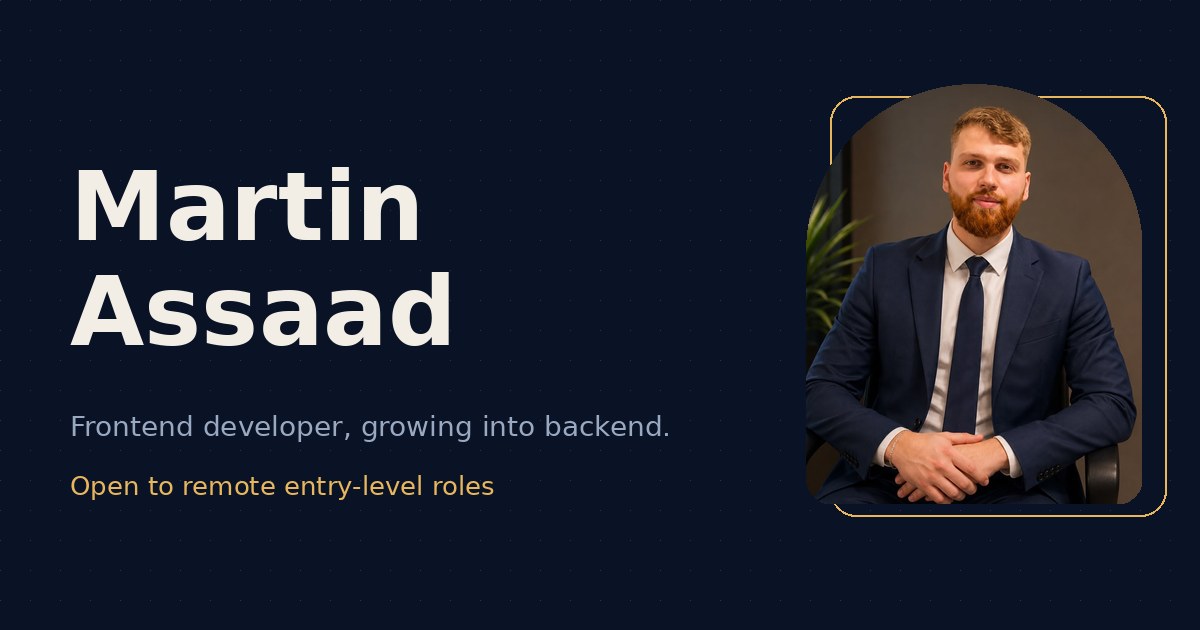 Martin
Assaad
Frontend developer, growing into backend.
Open to remote entry-level roles